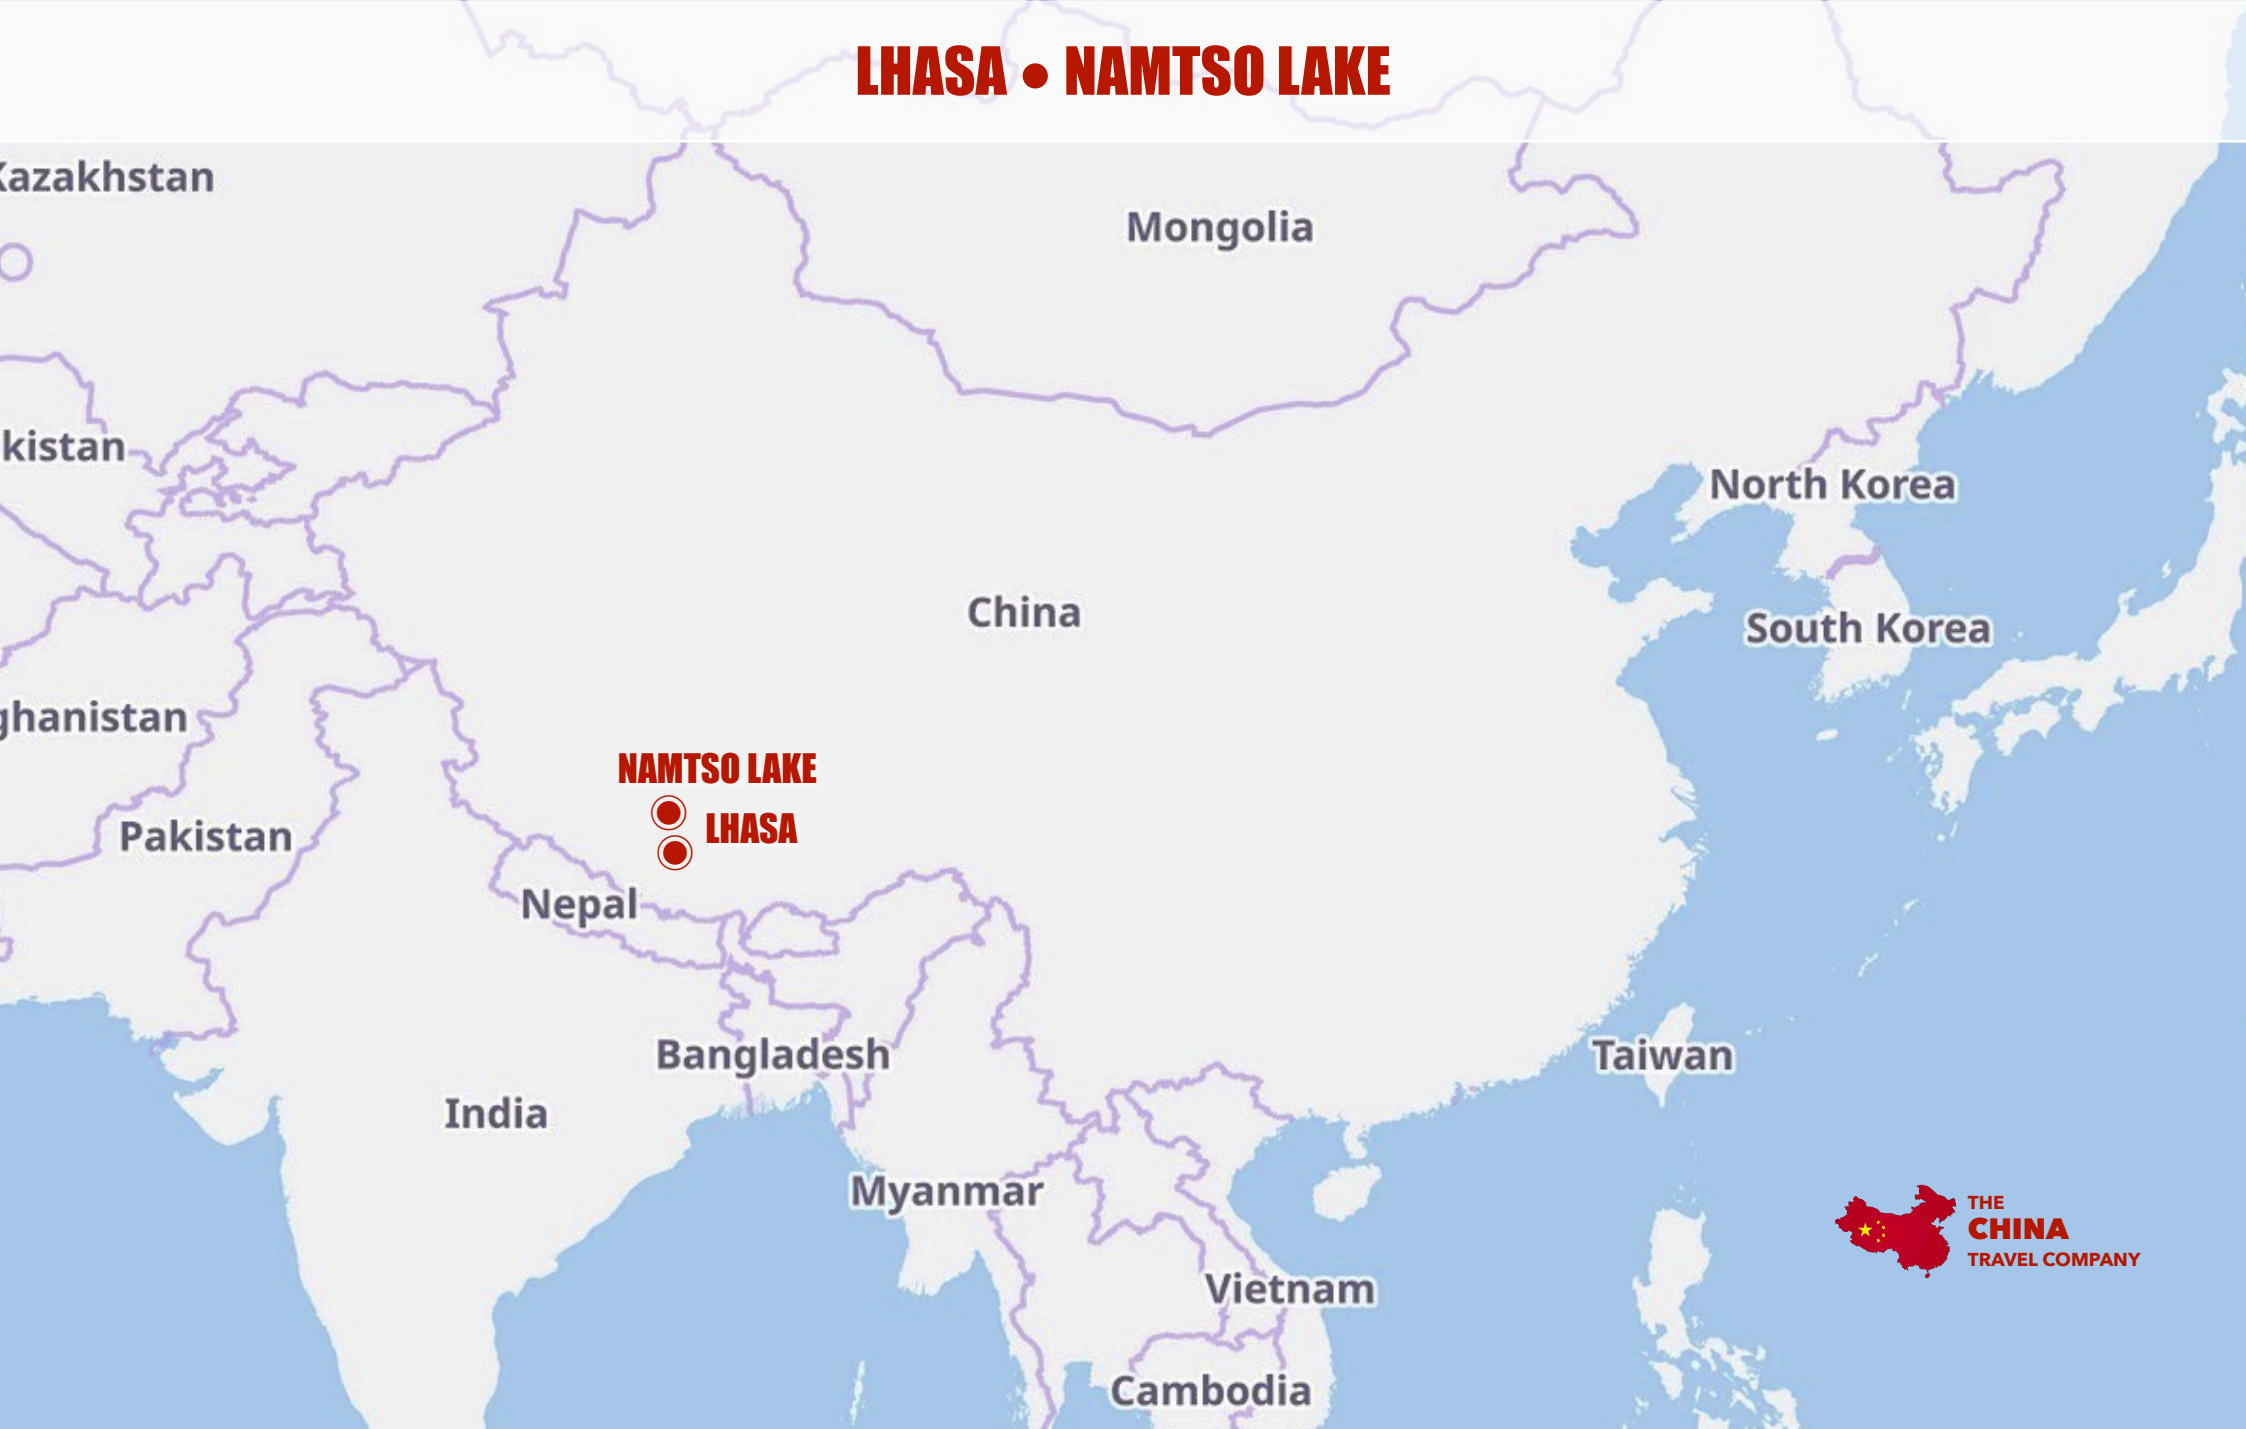 LHASA • NAMTSO LAKE
Kazakhstan
Mongolia
kistan
North Korea
China
South Korea
ghanistan
NAMTSO LAKE
LHASA
Pakistan
Nepal
Bangladesh
Taiwan
India
Myanmar
THE
CHINA
TRAVEL COMPANY
Vietnam
Cambodia